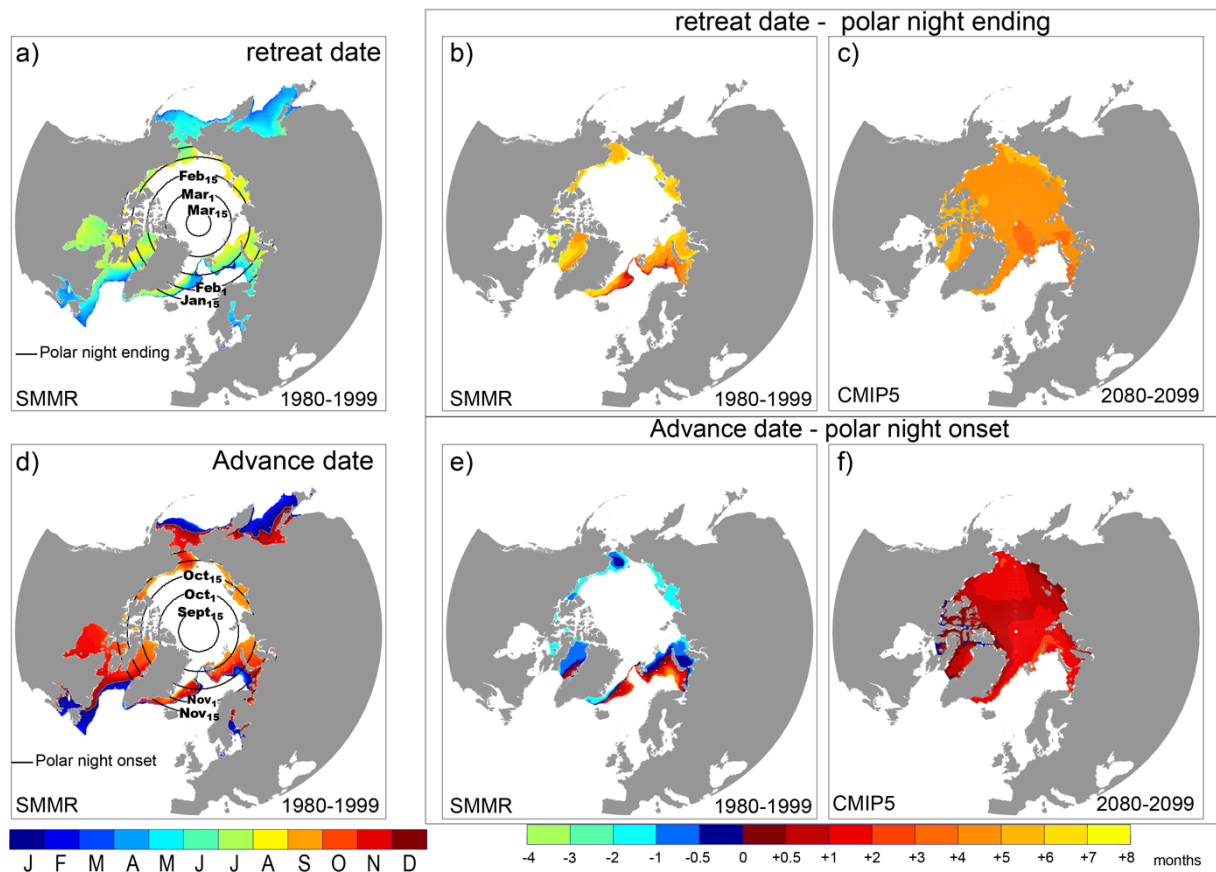 retreat date - polar night ending
a)
retreat date
b)
c)
Feb15
Mar1
Mar15
Feb1
Jan15
Polar night ending
SMMR
1980-1999
SMMR
1980-1999
CMIP5
2080-2099
Advance date - polar night onset
d)
Advance date
e)
f)
Oct15
Oct1
Sept15
Nov1
Nov15
Polar night onset
SMMR
1980-1999
SMMR
1980-1999
CMIP5
2080-2099
J F M A M J J A S O N D
-4 -3 -2 -1 -0.5 0 +0.5 +1 +2 +3 +4 +5 +6 +7 +8 months